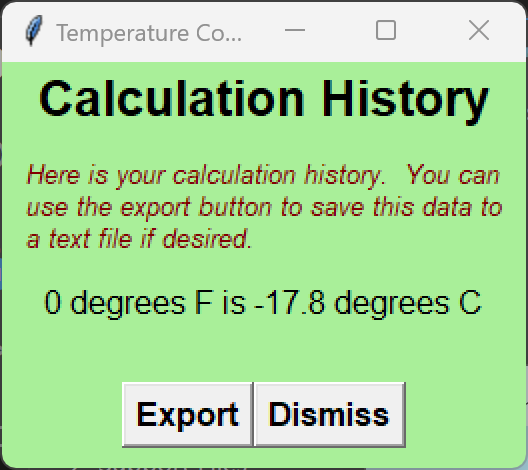 Temperature Co...
Calculation History
Here is your calculation history.  You can
use the export button to save this data to
a text file if desired.
0 degrees F is -17.8 degrees C
Export Dismiss